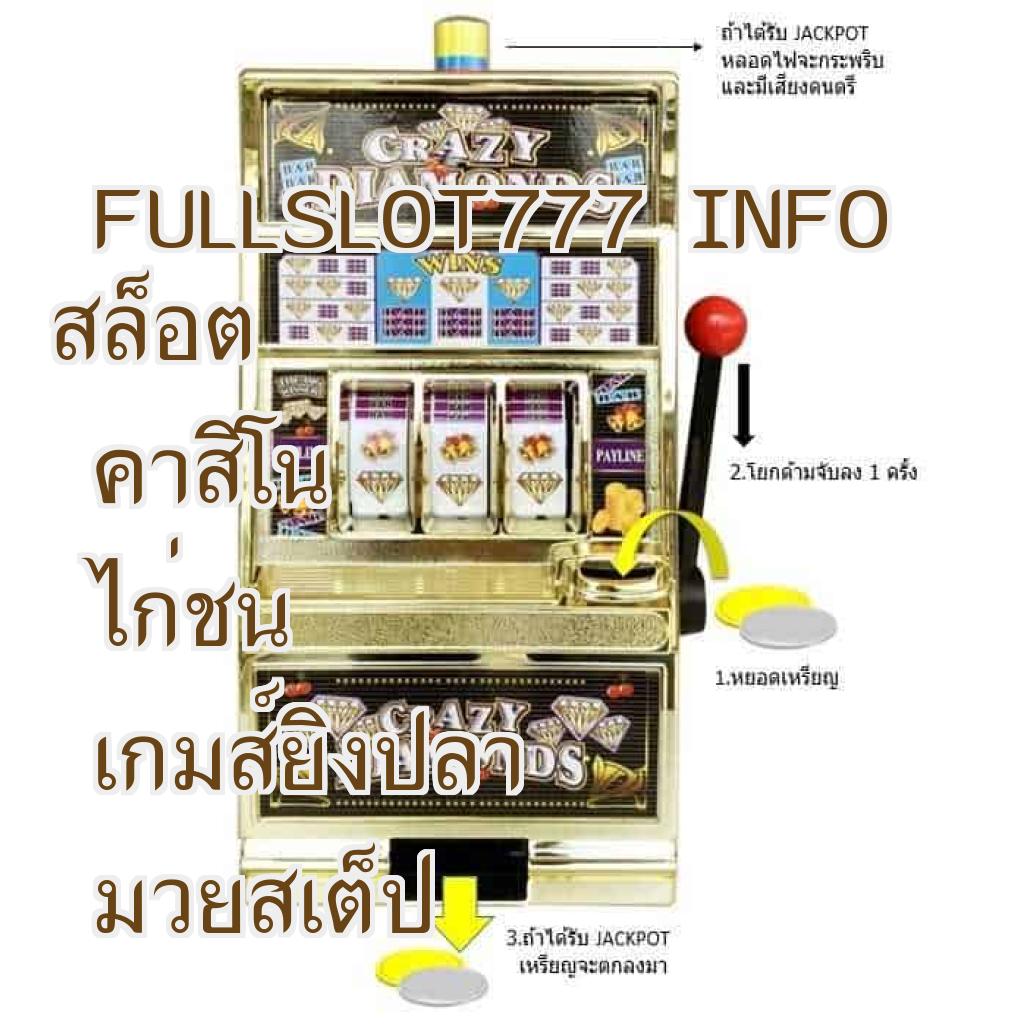 ถ้าได้รับ JACKPOT
หลอดไฟจะกระพริบ
และมีเสียงดนตรี
CRAZY
DIAMONDS
FULLSLOT777 INFO
WINS
สล็อต
PAYLINE
2.โยกด้ามจับลง 1 ครั้ง
คาสิโน
ไก่ชน
1.หยอดเหรียญ
CRAZY
DIAMONDS
เกมส์ยิงปลา
มวยสเต็ป
3.ถ้าได้รับ JACKPOT
เหรียญจะตกลงมา